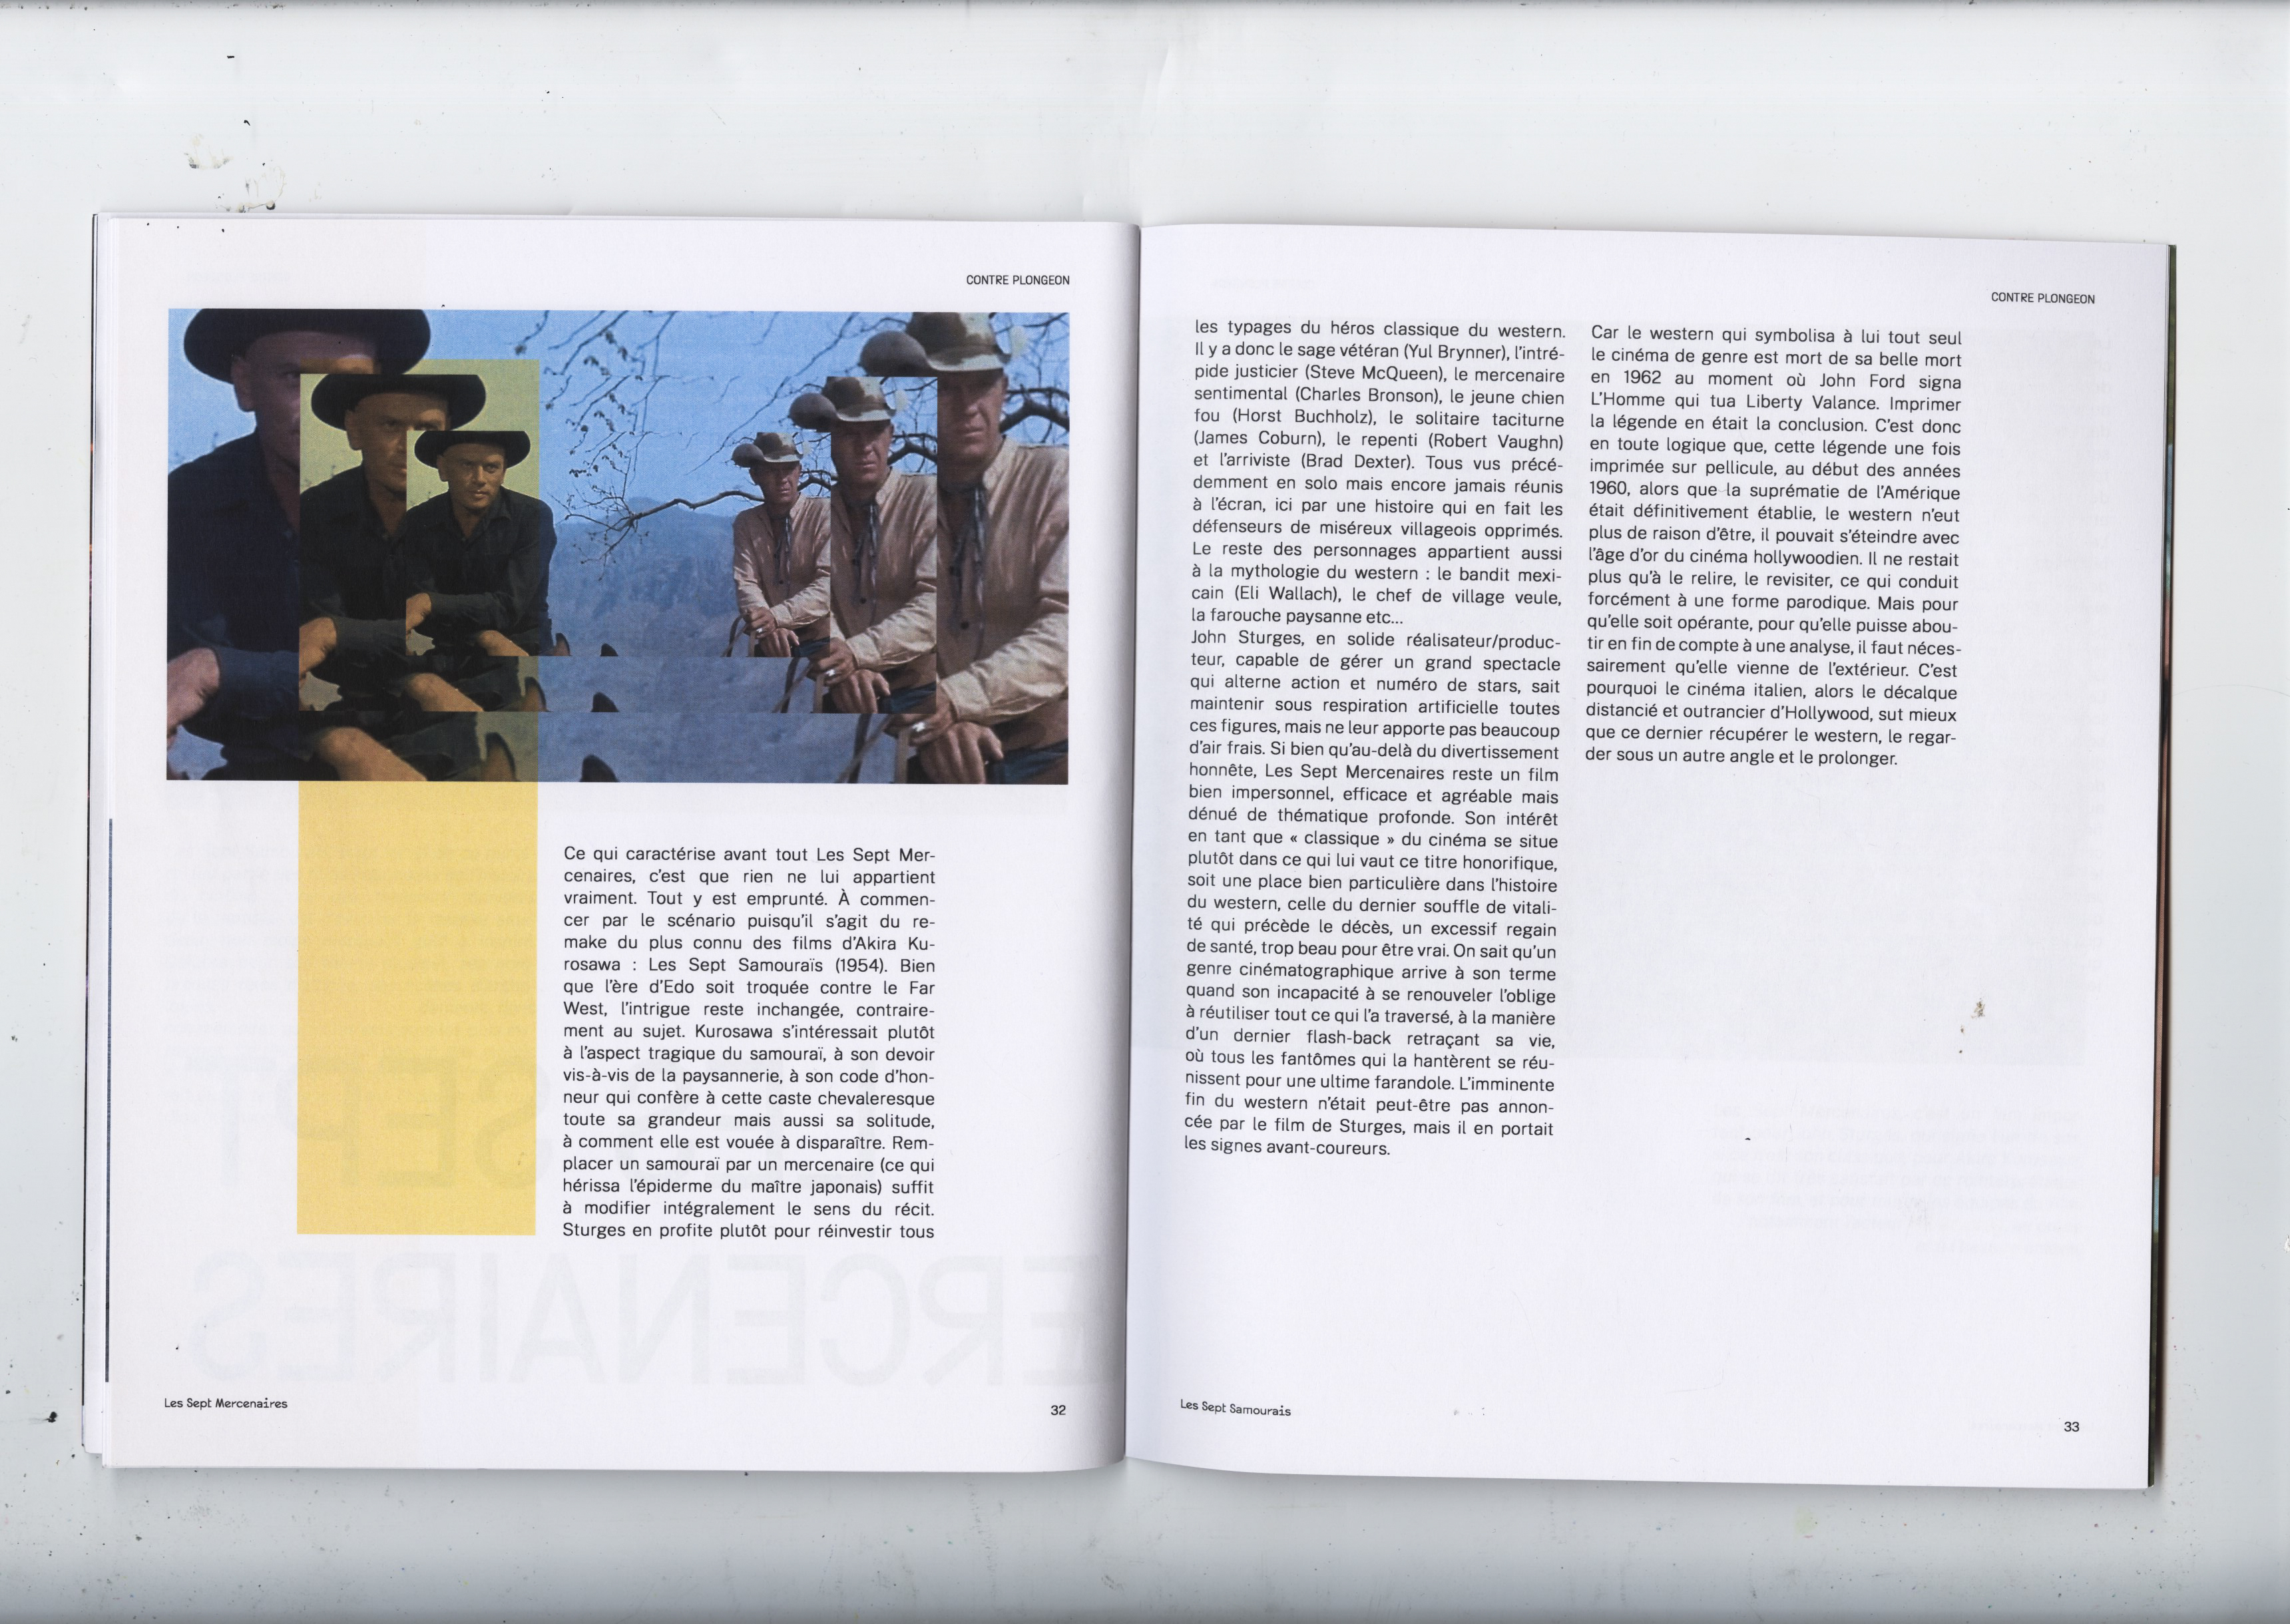 CONTRE PLONGEON
Ce qui caractérise avant tout Les Sept Mer-
cenaires, c'est que rien ne lui appartient
vraiment. Tout y est emprunté. À commen-
cer par le scénario puisqu'il s'agit du re-
make du plus connu des films d'Akira Ku-
rosawa : Les Sept Samouraïs (1954). Bien
que l'ère d'Edo soit troquée contre le Far
West, l'intrigue reste inchangée, contraire-
ment au sujet. Kurosawa s'intéressait plutôt
à l'aspect tragique du samouraï, à son devoir
vis-à-vis de la paysannerie, à son code d'hon-
neur qui confère à cette caste chevaleresque
toute sa grandeur mais aussi sa solitude,
à comment elle est vouée à disparaître. Rem-
placer un samouraï par un mercenaire (ce qui
hérissa l'épiderme du maître japonais) suffit
à modifier intégralement le sens du récit.
Sturges en profite plutôt pour réinvestir tous
Les Sept Mercenaires
32
CONTRE PLONGEON
les typages du héros classique du western.
Il y a donc le sage vétéran (Yul Brynner), l'intré-
pide justicier (Steve McQueen), le mercenaire
sentimental (Charles Bronson), le jeune chien
fou (Horst Buchholz), le solitaire taciturne
(James Coburn), le repenti (Robert Vaughn)
et l'arriviste (Brad Dexter). Tous vus précé-
demment en solo mais encore jamais réunis
à l'écran, ici par une histoire qui en fait les
défenseurs de miséreux villageois opprimés.
Le reste des personnages appartient aussi
à la mythologie du western : le bandit mexi-
cain (Eli Wallach), le chef de village veule,
la farouche paysanne etc...
John Sturges, en solide réalisateur/produc-
teur, capable de gérer un grand spectacle
qui alterne action et numéro de stars, sait
maintenir sous respiration artificielle toutes
ces figures, mais ne leur apporte pas beaucoup
d'air frais. Si bien qu'au-delà du divertissement
honnête, Les Sept Mercenaires reste un film
bien impersonnel, efficace et agréable mais
dénué de thématique profonde. Son intérêt
en tant que « classique » du cinéma se situe
plutôt dans ce qui lui vaut ce titre honorifique,
soit une place bien particulière dans l'histoire
du western, celle du dernier souffle de vitali-
té qui précède le décès, un excessif regain
de santé, trop beau pour être vrai. On sait qu'un
genre cinématographique arrive à son terme
quand son incapacité à se renouveler l'oblige
à réutiliser tout ce qui l'a traversé, à la manière
d'un dernier flash-back retraçant sa vie,
où tous les fantômes qui la hantèrent se réu-
nissent pour une ultime farandole. L'imminente
fin du western n'était peut-être pas annon-
cée par le film de Sturges, mais il en portait
les signes avant-coureurs.
Car le western qui symbolisa à lui tout seul
le cinéma de genre est mort de sa belle mort
en 1962 au moment où John Ford signa
L'Homme qui tua Liberty Valance. Imprimer
la légende en était la conclusion. C'est donc
en toute logique que, cette légende une fois
imprimée sur pellicule, au début des années
1960, alors que la suprématie de l'Amérique
était définitivement établie, le western n'eut
plus de raison d'être, il pouvait s'éteindre avec
l'âge d'or du cinéma hollywoodien. Il ne restait
plus qu'à le relire, le revisiter, ce qui conduit
forcément à une forme parodique. Mais pour
qu'elle soit opérante, pour qu'elle puisse abou-
tir en fin de compte à une analyse, il faut néces-
sairement qu'elle vienne de l'extérieur. C'est
pourquoi le cinéma italien, alors le décalque
distancié et outrancier d'Hollywood, sut mieux
que ce dernier récupérer le western, le regar-
der sous un autre angle et le prolonger.
Les Sept Samourais
33